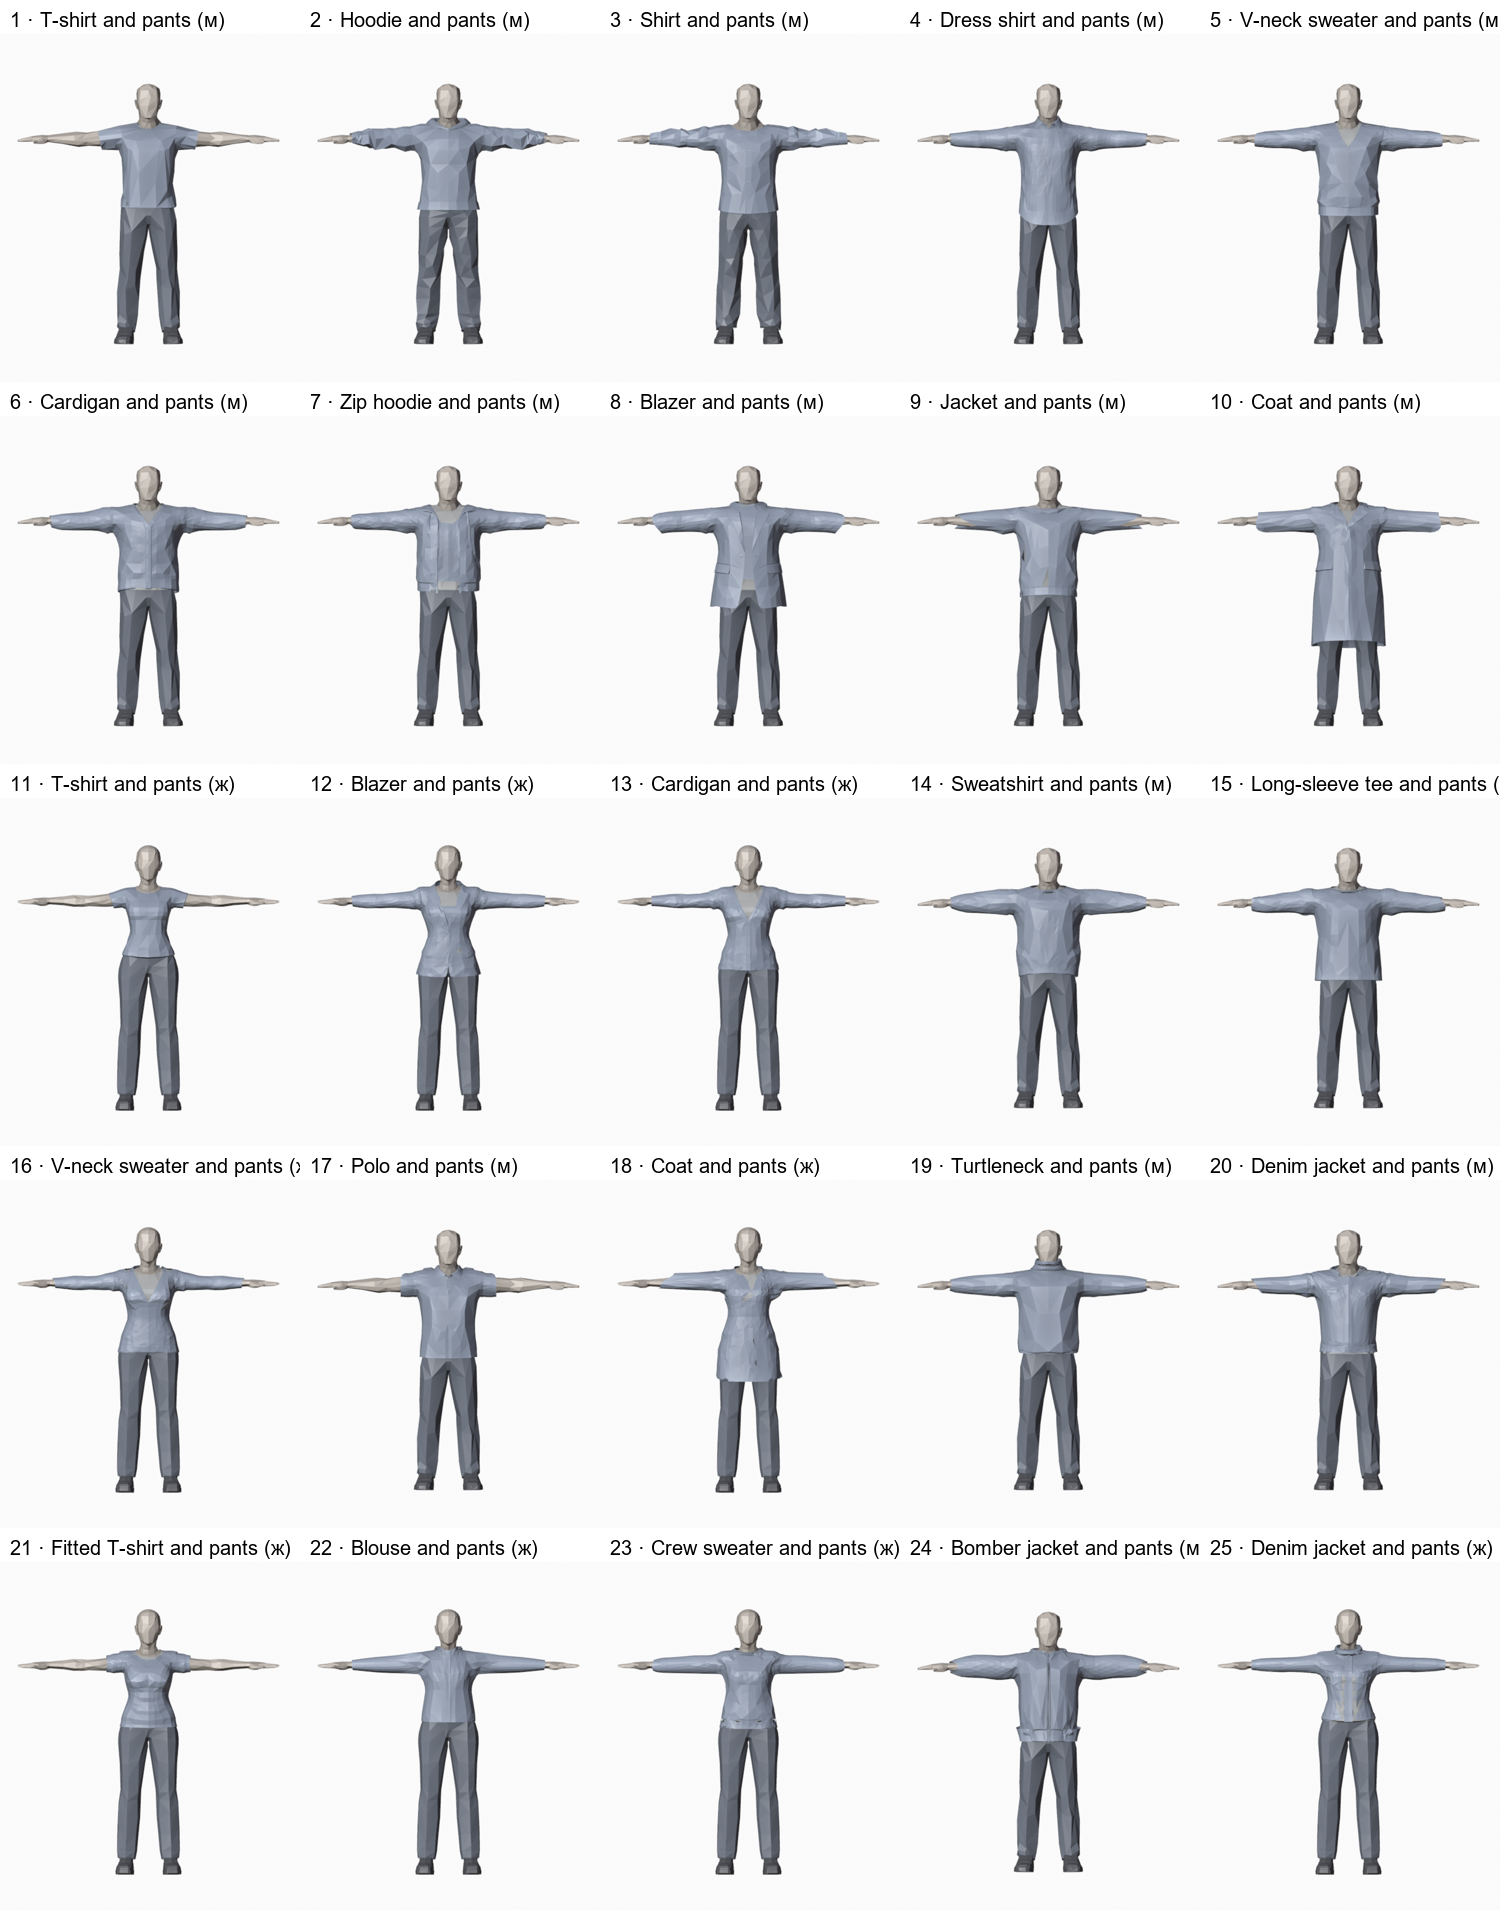 1 · T-shirt and pants (м)
2 · Hoodie and pants (м)
3 · Shirt and pants (м)
4 · Dress shirt and pants (м)
5 · V-neck sweater and pants (м
6 · Cardigan and pants (м)
7 · Zip hoodie and pants (м)
8 · Blazer and pants (м)
9 · Jacket and pants (м)
10 · Coat and pants (м)
11 · T-shirt and pants (ж)
12 · Blazer and pants (ж)
13 · Cardigan and pants (ж)
14 · Sweatshirt and pants (м)
15 · Long-sleeve tee and pants (
16 · V-neck sweater and pants (
17 · Polo and pants (м)
18 · Coat and pants (ж)
19 · Turtleneck and pants (м)
20 · Denim jacket and pants (м)
21 · Fitted T-shirt and pants (ж)
22 · Blouse and pants (ж)
23 · Crew sweater and pants (ж)
24 · Bomber jacket and pants (м
25 · Denim jacket and pants (ж)